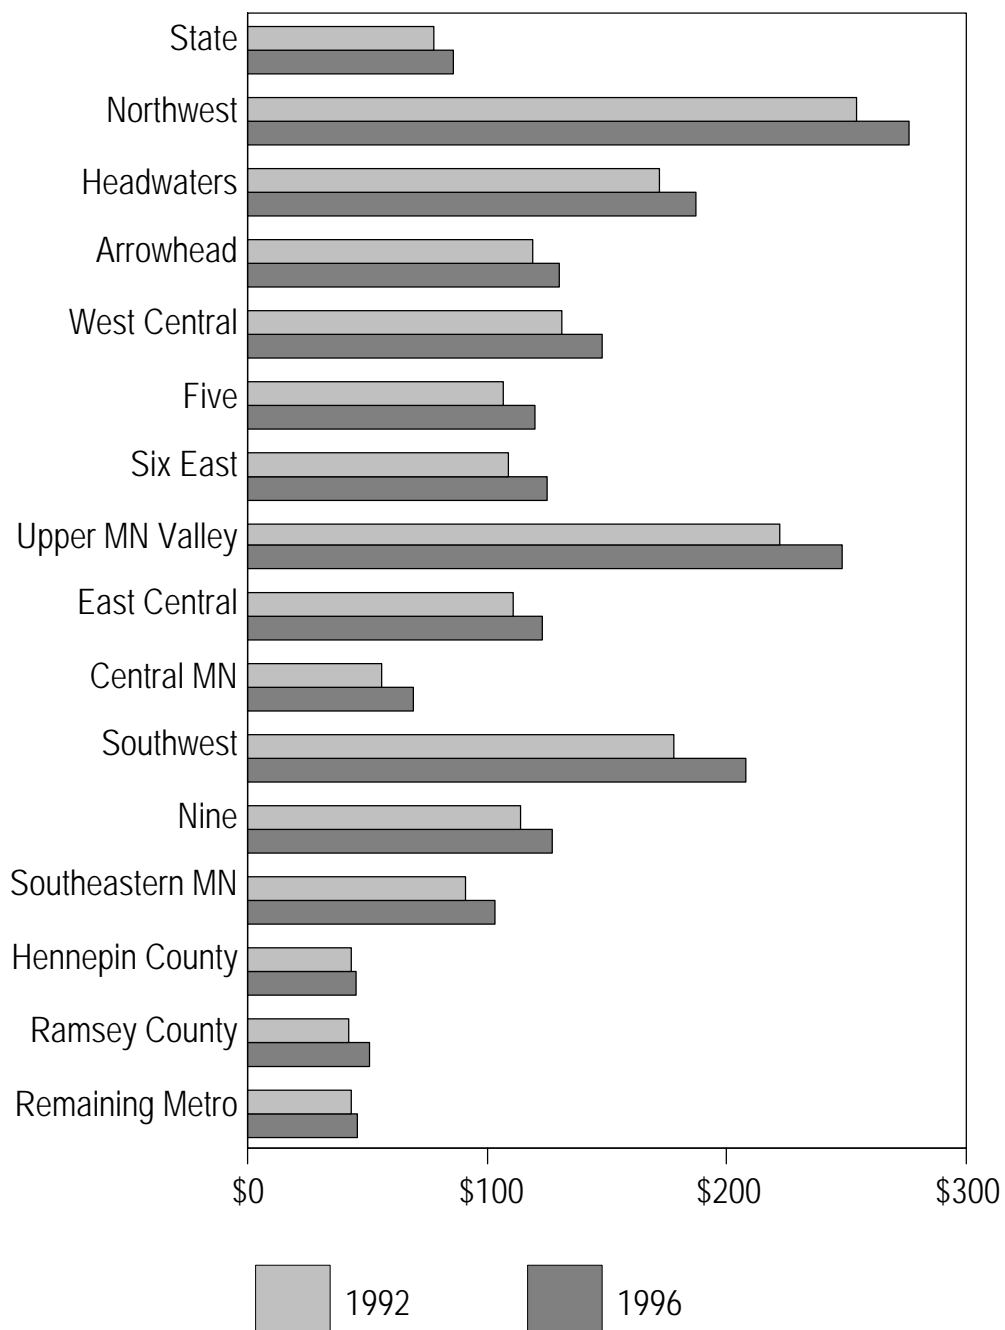 State
Northwest
Headwaters
Arrowhead
West Central
Five
Six East
Upper MN Valley
East Central
Central MN
Southwest
Nine
Southeastern MN
Hennepin County
Ramsey County
Remaining Metro
$0 $100 $200 $300
1992 1996